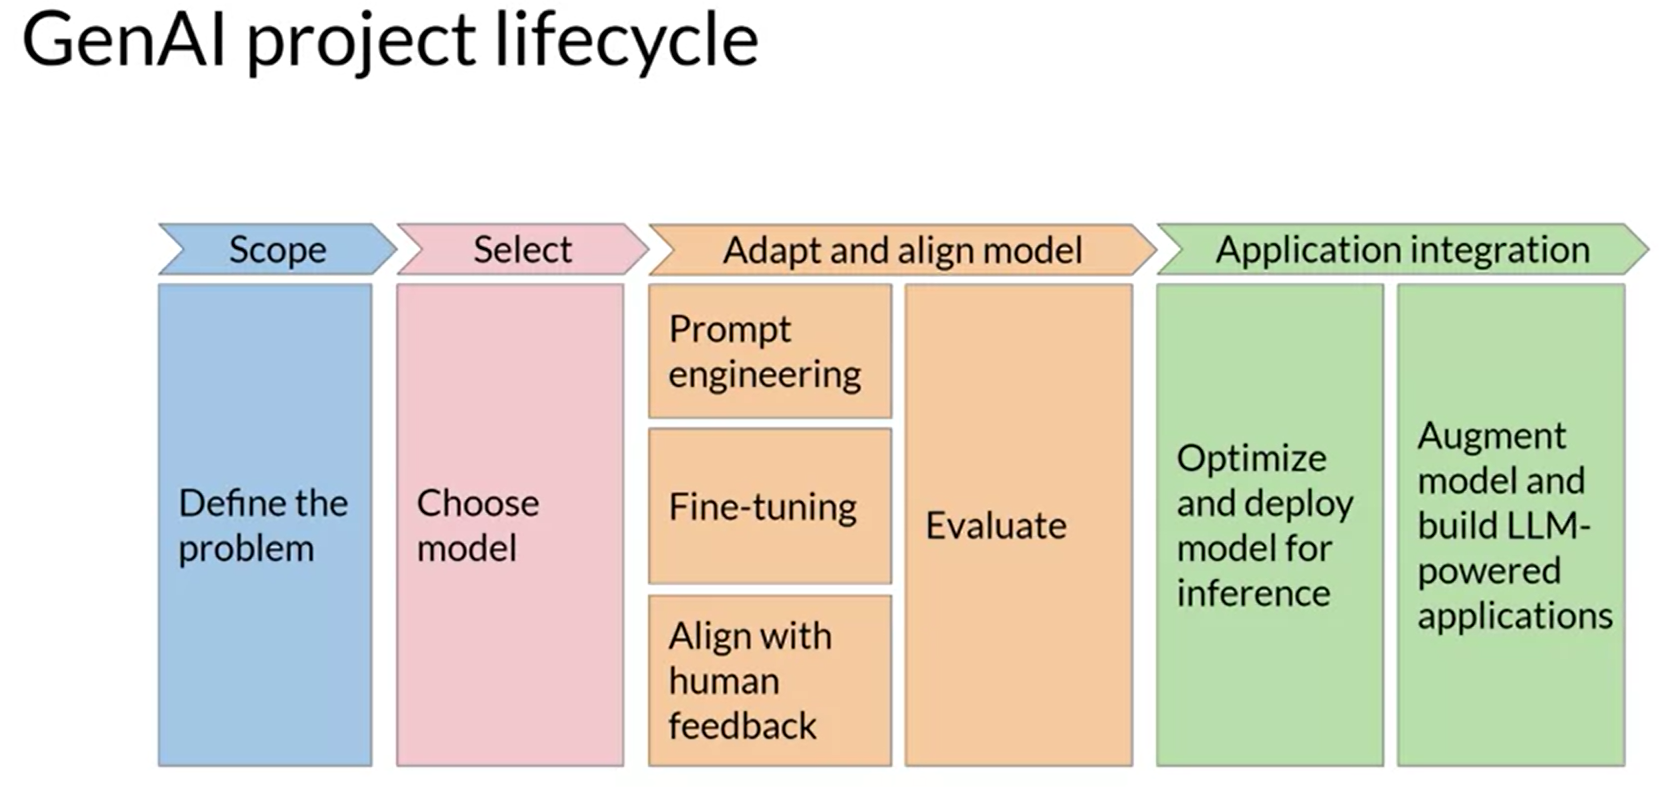 GenAI project lifecycle
Scope
Select
Adapt and align model
Application integration
Define the
problem
Choose
model
Prompt
engineering
Fine-tuning
Align with
human
feedback
Evaluate
Optimize
and deploy
model for
inference
Augment
model and
build LLM-
powered
applications